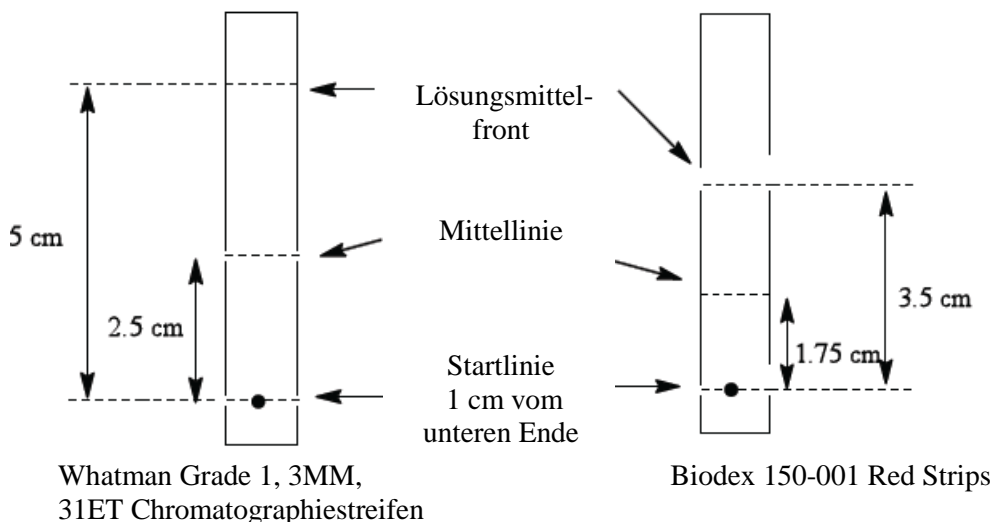 Lösungsmittel-
front
5 cm
Mittellinie
2.5 cm
3.5 cm
1.75 cm
Startlinie
1 cm vom
unteren Ende
Whatman Grade 1, 3MM,
31ET Chromatographiestreifen
Biodex 150-001 Red Strips